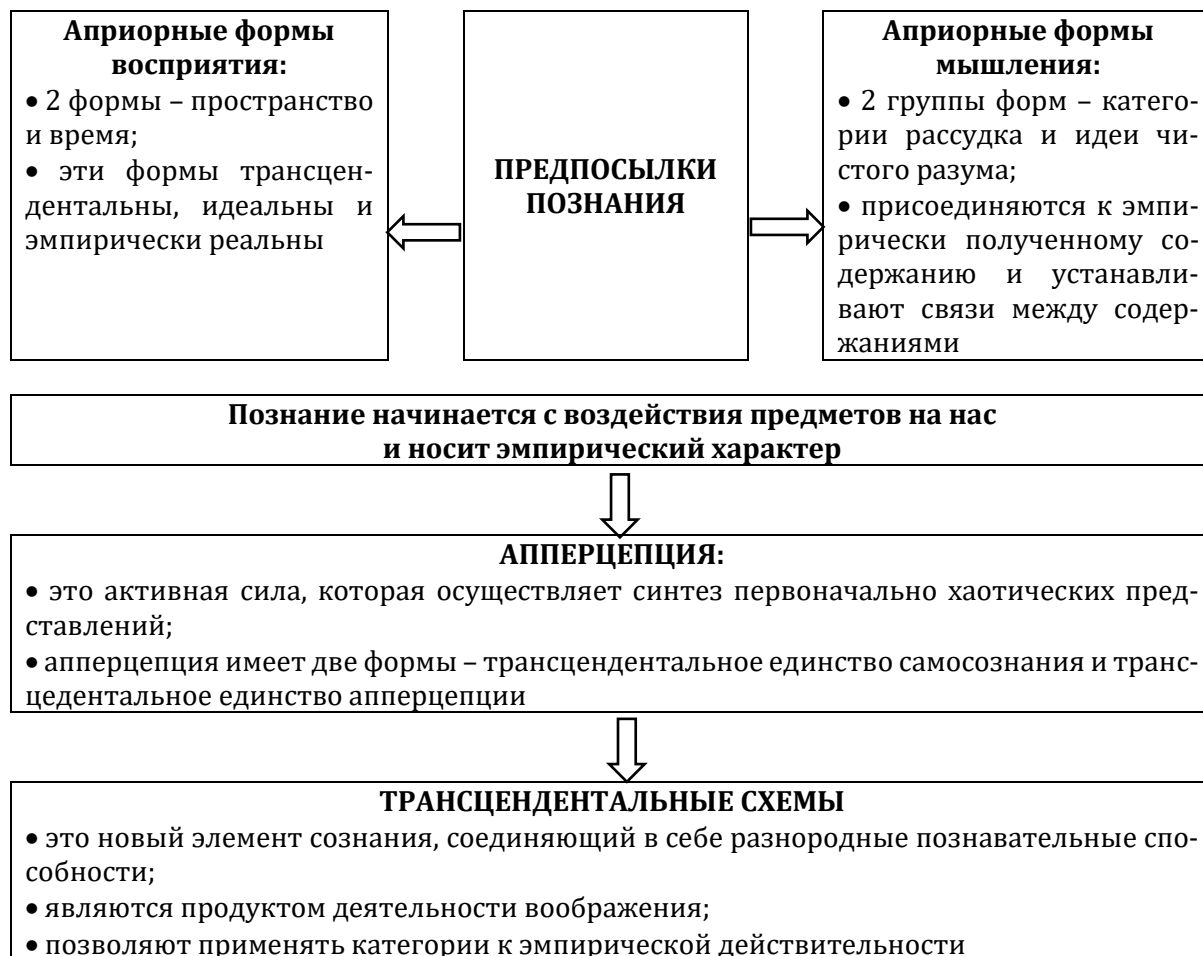 Априорные формы
восприятия:
• 2 формы – пространство
и время;
• эти формы трансцен-
дентальны, идеальны и
эмпирически реальны
ПРЕДПОСЫЛКИ
ПОЗНАНИЯ
Априорные формы
мышления:
• 2 группы форм – катего-
рии рассудка и идеи чи-
стого разума;
• присоединяются к эмпи-
рически полученному со-
держанию и устанавли-
вают связи между содер-
жаниями
Познание начинается с воздействия предметов на нас
и носит эмпирический характер
АППЕРЦЕПЦИЯ:
• это активная сила, которая осуществляет синтез первоначально хаотических пред-
ставлений;
• апперцепция имеет две формы – трансцендентальное единство самосознания и транс-
цедентальное единство апперцепции
ТРАНСЦЕНДЕНТАЛЬНЫЕ СХЕМЫ
• это новый элемент сознания, соединяющий в себе разнородные познавательные спо-
собности;
• являются продуктом деятельности воображения;
• позволяют применять категории к эмпирической действительности